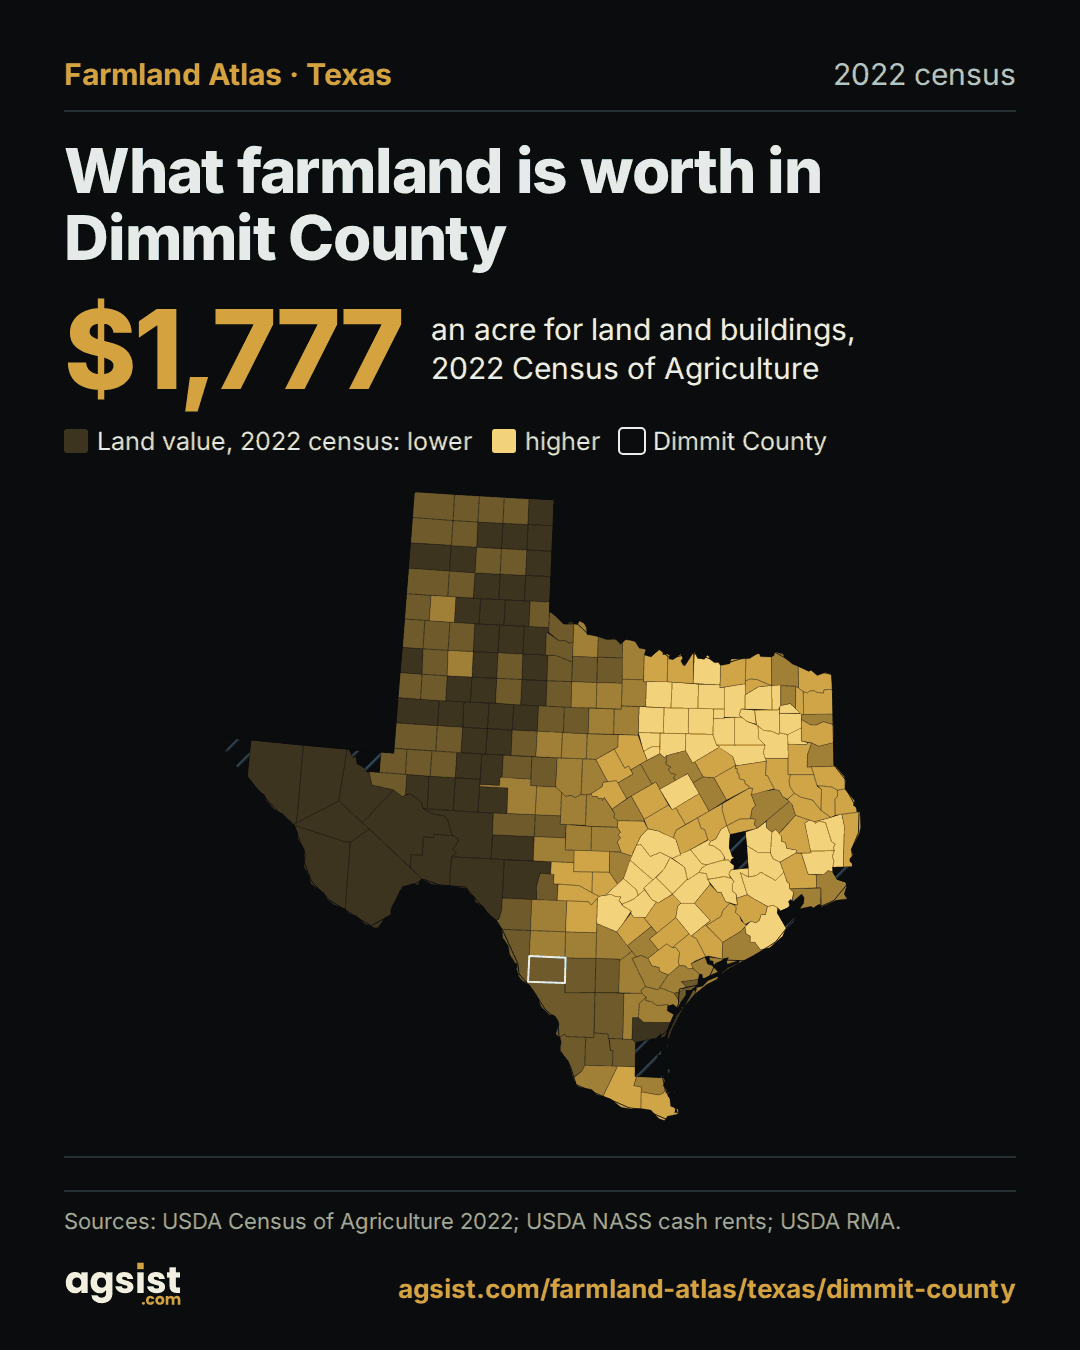 Farmland Atlas · Texas
2022 census
What farmland is worth in
Dimmit County
$1,777
an acre for land and buildings,
2022 Census of Agriculture
Land value, 2022 census: lower
higher
Dimmit County
Sources: USDA Census of Agriculture 2022; USDA NASS cash rents; USDA RMA.
agsist
.com
agsist.com/farmland-atlas/texas/dimmit-county